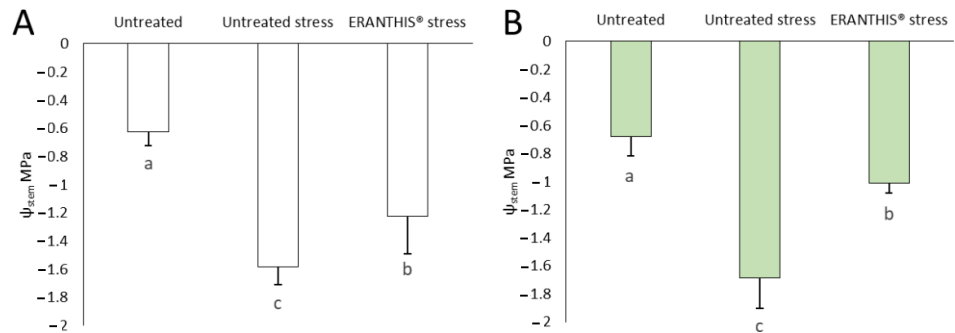 A
Untreated Untreated stress ERANTHIS® stress
0
– 0.2
– 0.4
– 0.6
– 0.8
– 1
– 1.2
– 1.4
– 1.6
– 1.8
– 2
ψstem MPa
a
c
b
B
Untreated Untreated stress ERANTHIS® stress
0
– 0.2
– 0.4
– 0.6
– 0.8
– 1
– 1.2
– 1.4
– 1.6
– 1.8
– 2
ψstem MPa
a
c
b